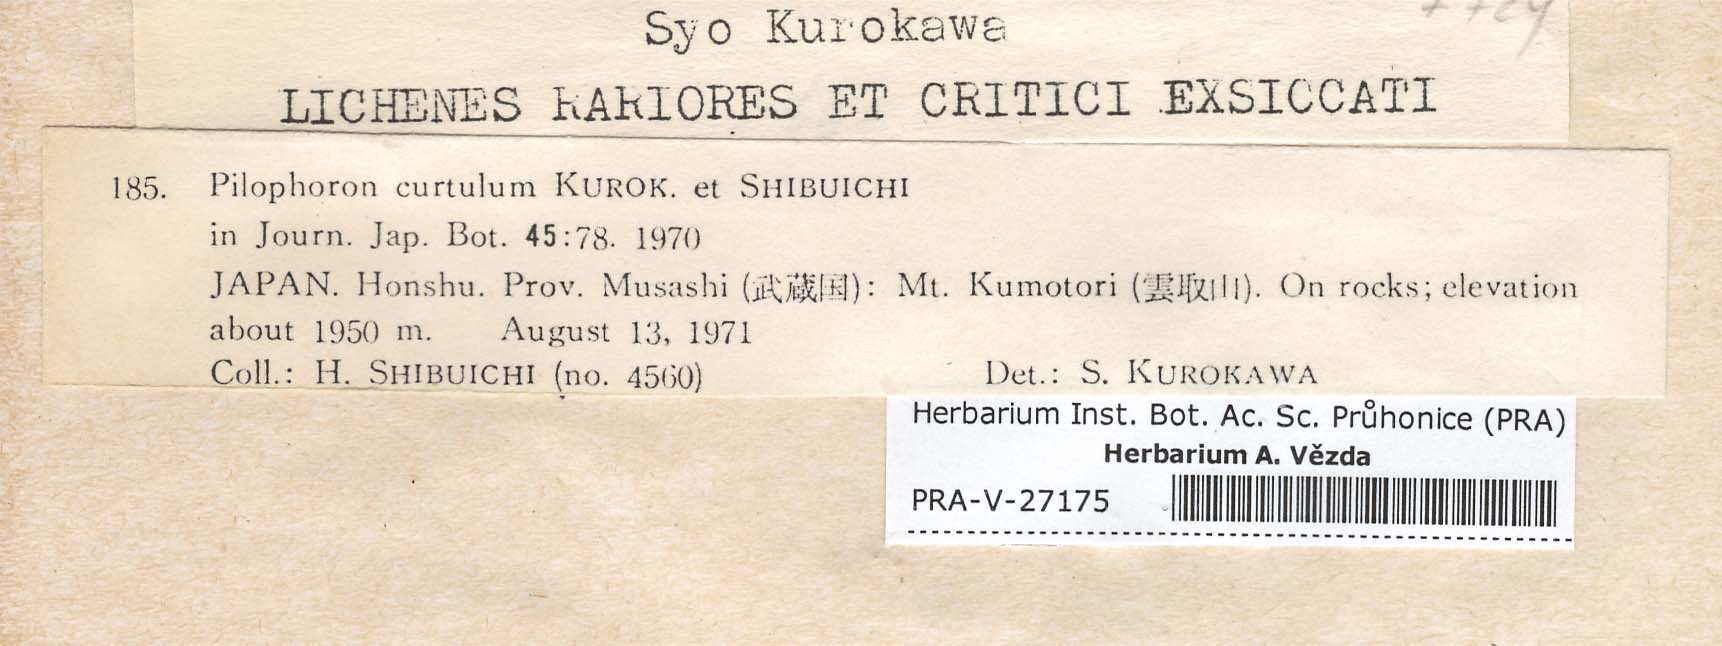 Syo Kurokawa
LICHENES RARIORES ET CRITICI EXSICCATI
185. Pilophoron curtulum KUROK. et SHIBUICHI
in Journ. Jap. Bot. 45:78. 1970
JAPAN. Honshu. Prov. Musashi (武蔵国): Mt. Kumotori (雲取山). On rocks; elevation
about 1950 m. August 13, 1971
Coll.: H. SHIBUICHI (no. 4560) Det.: S. KUROKAWA
Herbarium Inst. Bot. Ac. Sc. Průhonice (PRA)
Herbarium A. Vězda
PRA-V-27175